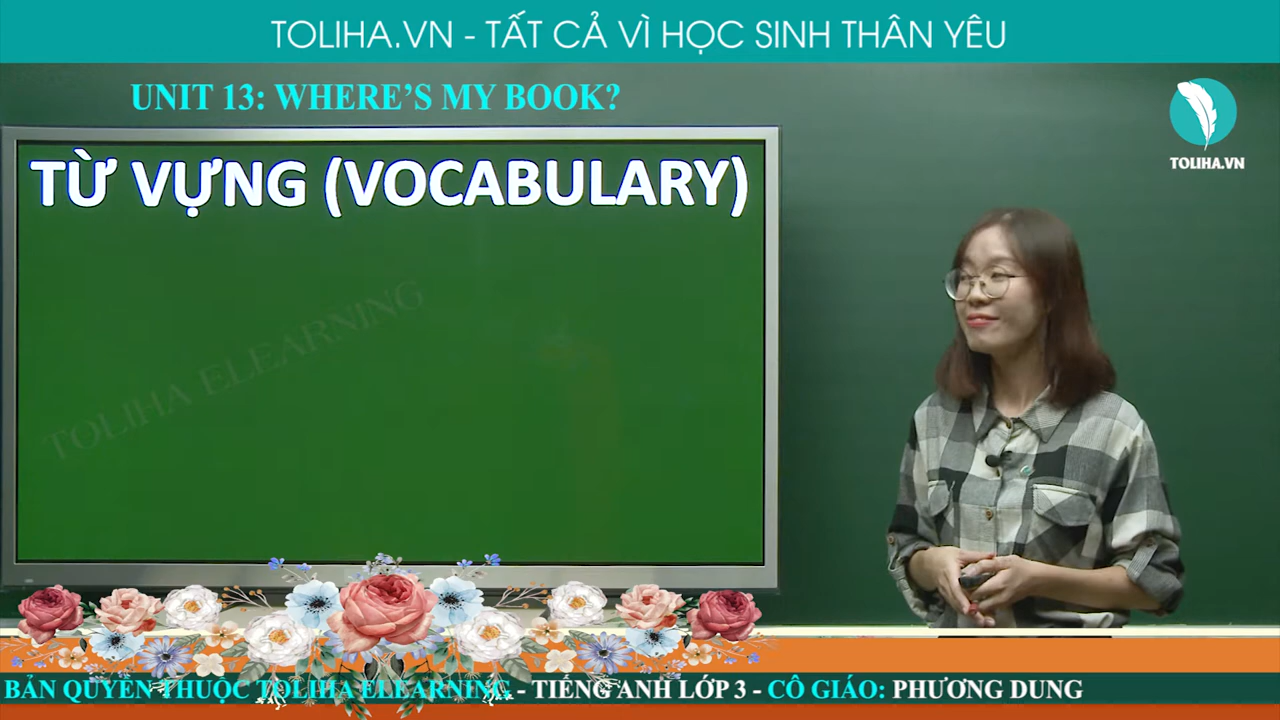 TOLIHA.VN - TẤT CẢ VÌ HỌC SINH THÂN YÊU
UNIT 13: WHERE'S MY BOOK?
TOLIHA.VN
TỪ VỰNG (VOCABULARY)
TOLIHA ELEARNING
BẢN QUYỀN THUỘC TOLIHA ELEARNING - TIẾNG ANH LỚP 3 - CÔ GIÁO: PHƯƠNG DUNG